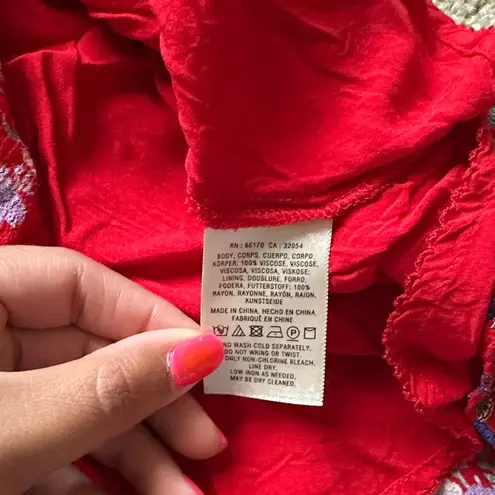 RN : 66170 CA : 32054
BODY, CORPS, CUERPO, CORPO,
KÖRPER: 100% VISCOSE, VISCOSE,
VISCOSA, VISCOSA, VISKOSE:
LINING, DOUBLURE, FORRO,
FODERA, FUTTERSTOFF: 100%
RAYON, RAYONNE, RAYÓN, RAION,
KUNSTSEIDE
MADE IN CHINA, HECHO EN CHINA,
FABRIQUÉ EN CHINE
P
WASH COLD SEPARATELY.
DO NOT WRING OR TWIST.
ONLY NON-CHLORINE BLEACH.
LINE DRY.
LOW IRON AS NEEDED,
MAY BE DRY CLEANED.